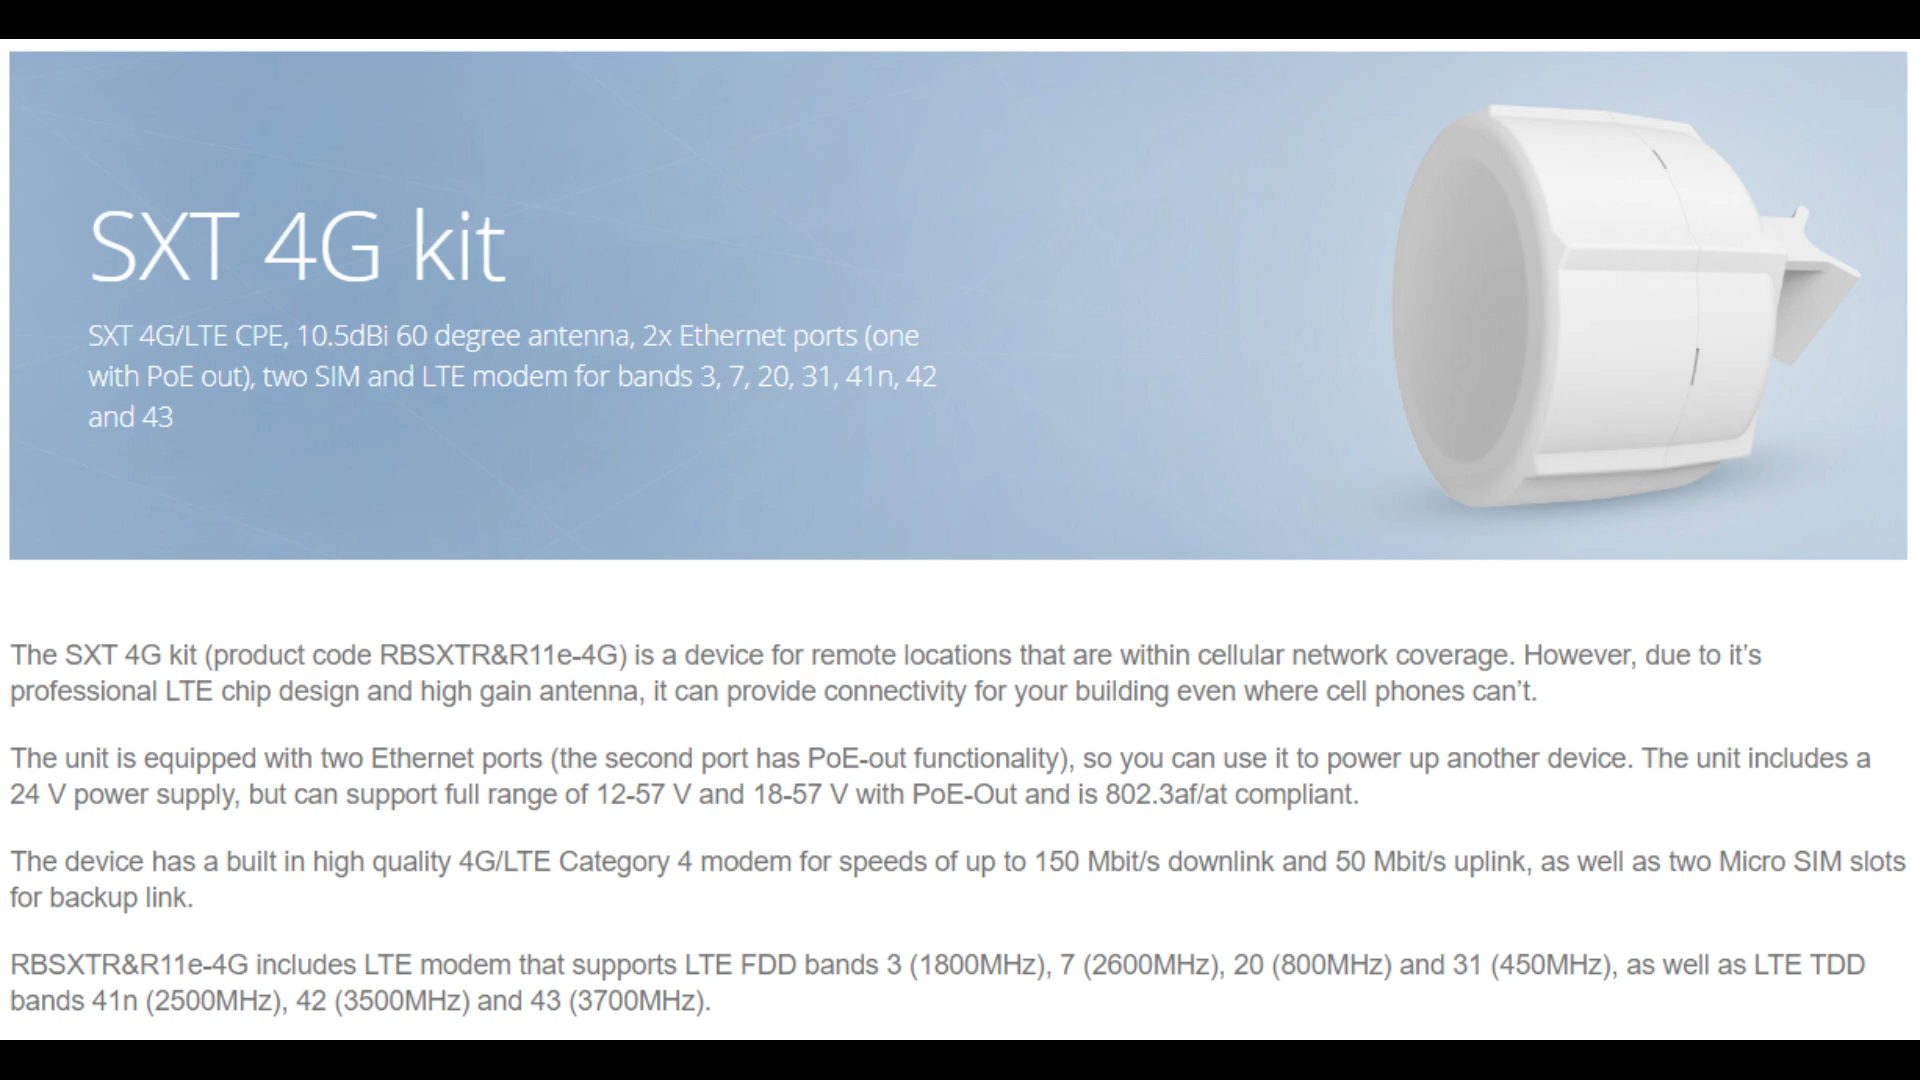 SXT 4G kit
SXT 4G/LTE CPE, 10.5dBi 60 degree antenna, 2x Ethernet ports (one
with PoE out), two SIM and LTE modem for bands 3, 7, 20, 31, 41n, 42
and 43
The SXT 4G kit (product code RBSXTR&R11e-4G) is a device for remote locations that are within cellular network coverage. However, due to it’s
professional LTE chip design and high gain antenna, it can provide connectivity for your building even where cell phones can’t.
The unit is equipped with two Ethernet ports (the second port has PoE-out functionality), so you can use it to power up another device. The unit includes a
24 V power supply, but can support full range of 12-57 V and 18-57 V with PoE-Out and is 802.3af/at compliant.
The device has a built in high quality 4G/LTE Category 4 modem for speeds of up to 150 Mbit/s downlink and 50 Mbit/s uplink, as well as two Micro SIM slots
for backup link.
RBSXTR&R11e-4G includes LTE modem that supports LTE FDD bands 3 (1800MHz), 7 (2600MHz), 20 (800MHz) and 31 (450MHz), as well as LTE TDD
bands 41n (2500MHz), 42 (3500MHz) and 43 (3700MHz).